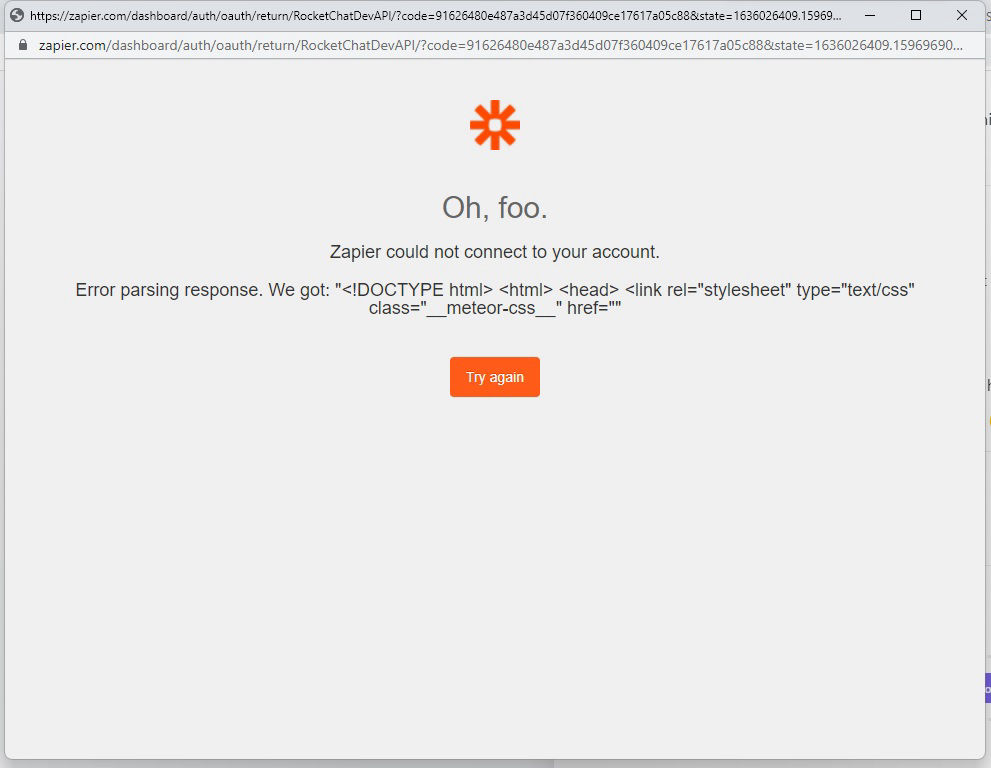 https://zapier.com/dashboard/auth/oauth/return/RocketChatDevAPI/?code=91626480e487a3d45d07f360409ce17617a05c88&state=1636026409.15969...
zapier.com/dashboard/auth/oauth/return/RocketChatDevAPI/?code=91626480e487a3d45d07f360409ce17617a05c88&state=1636026409.15969690...
Oh, foo.
Zapier could not connect to your account.
Error parsing response. We got: "<!DOCTYPE html> <html> <head> <link rel="stylesheet" type="text/css"
class="__meteor-css__" href=""
Try again